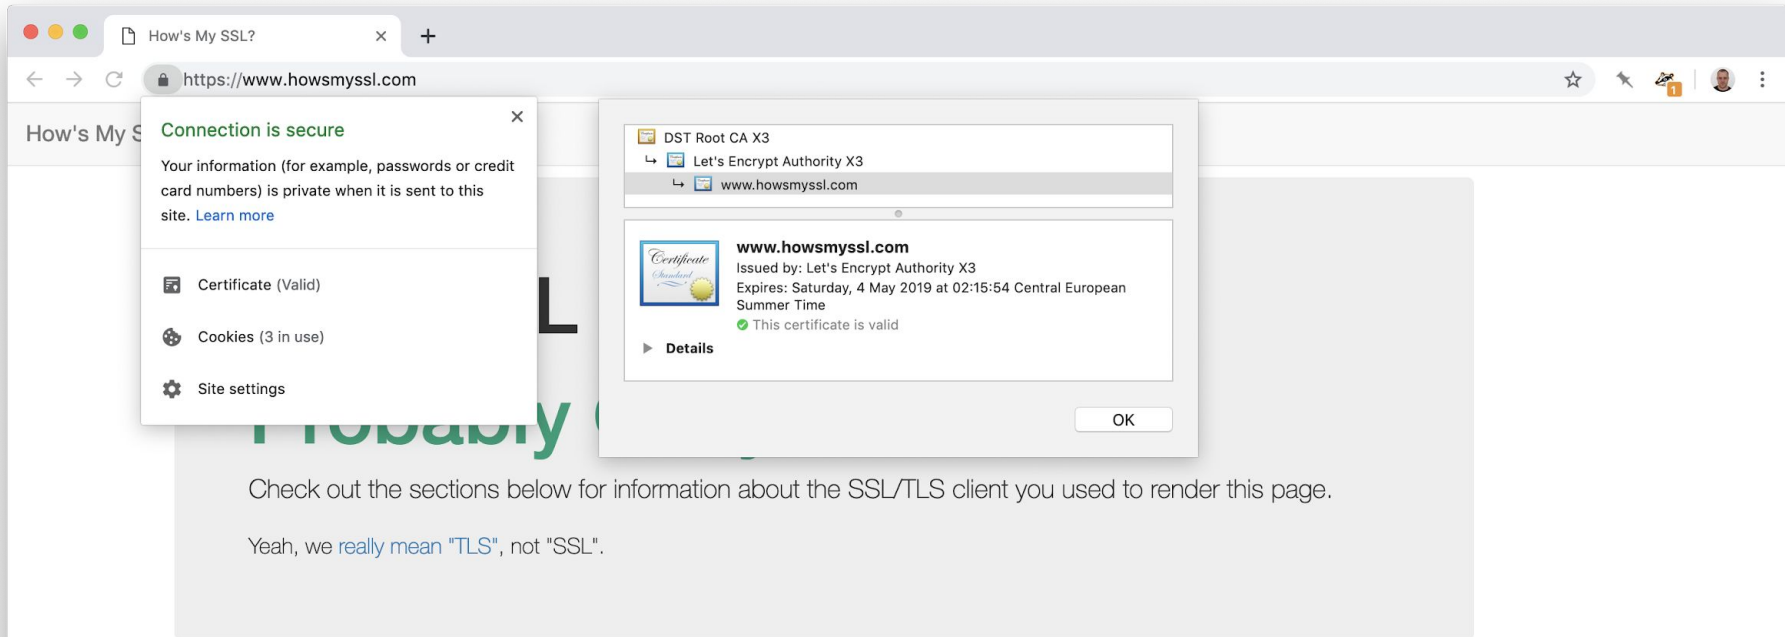 How's My SSL?
https://www.howsmyssl.com
1
How's My S
Connection is secure
Your information (for example, passwords or credit
card numbers) is private when it is sent to this
site. Learn more
Certificate (Valid)
Cookies (3 in use)
Site settings
DST Root CA X3
Let's Encrypt Authority X3
www.howsmyssl.com
Certificate
Standard
www.howsmyssl.com
Issued by: Let's Encrypt Authority X3
Expires: Saturday, 4 May 2019 at 02:15:54 Central European
Summer Time
This certificate is valid
Details
OK
L
Probably
Check out the sections below for information about the SSL/TLS client you used to render this page.
Yeah, we really mean "TLS", not "SSL".